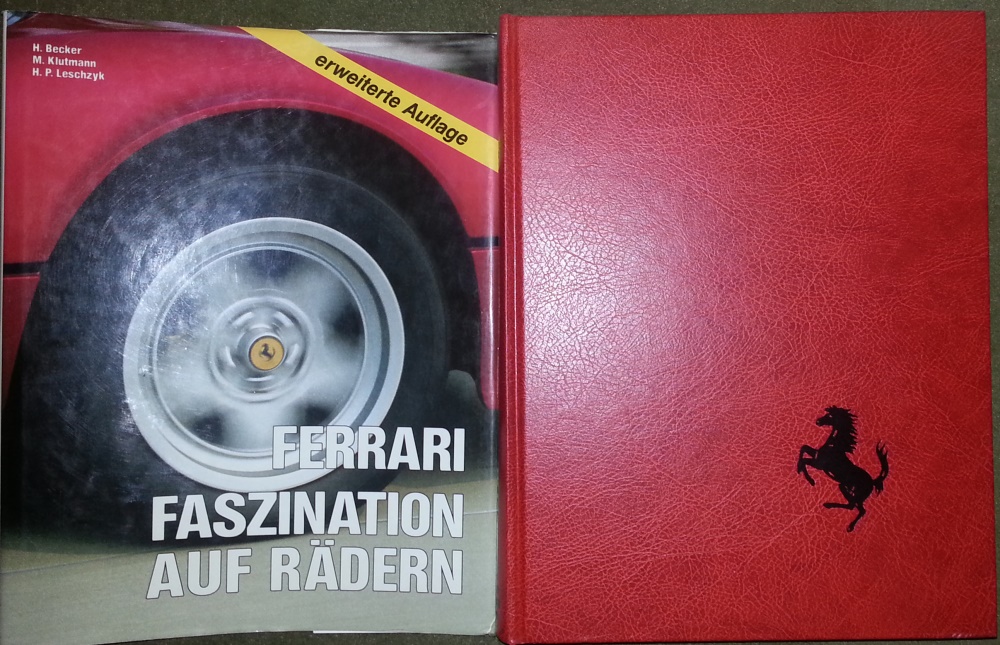 H. Becker
M. Klutmann
H. P. Leschzyk
erweiterte Auflage
FERRARI
FASZINATION
AUF RÄDERN